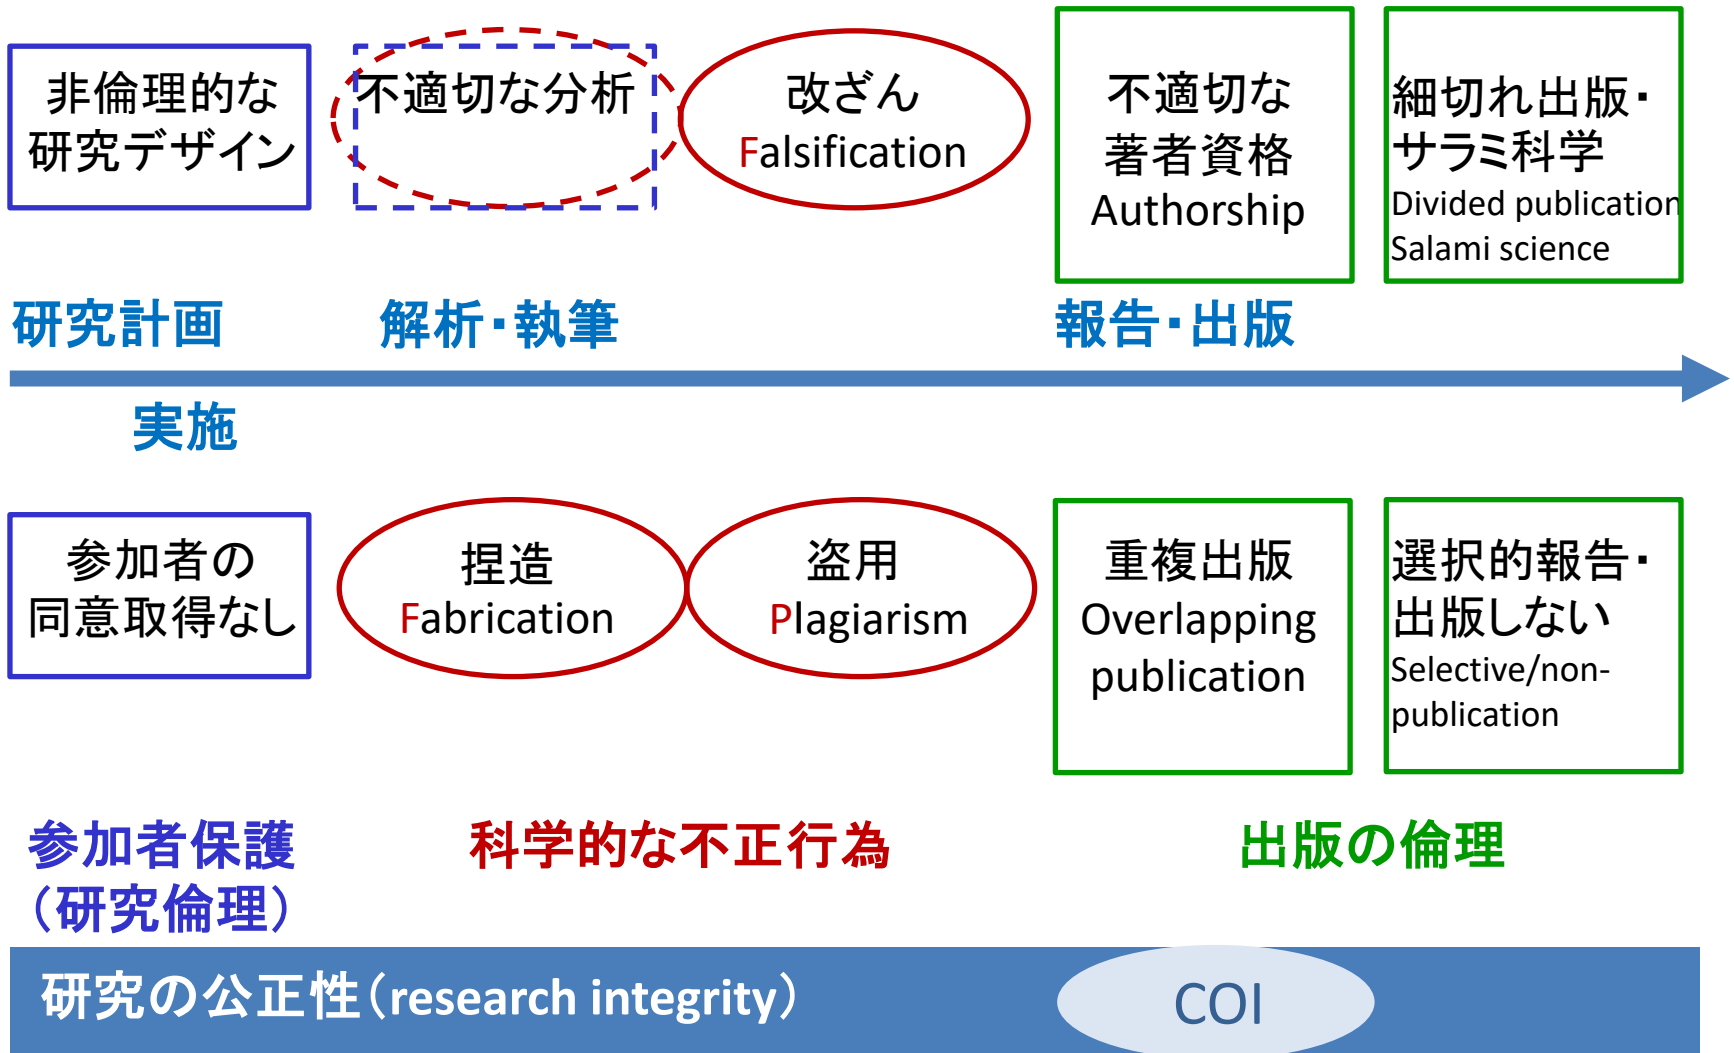 非倫理的な
研究デザイン
不適切な分析
改ざん
Falsification
不適切な
著者資格
Authorship
細切れ出版・
サラミ科学
Divided publication
Salami science
研究計画
解析・執筆
報告・出版
実施
参加者の
同意取得なし
捏造
Fabrication
盗用
Plagiarism
重複出版
Overlapping
publication
選択的報告・
出版しない
Selective/non-
publication
参加者保護
（研究倫理）
科学的な不正行為
出版の倫理
研究の公正性（research integrity）
COI